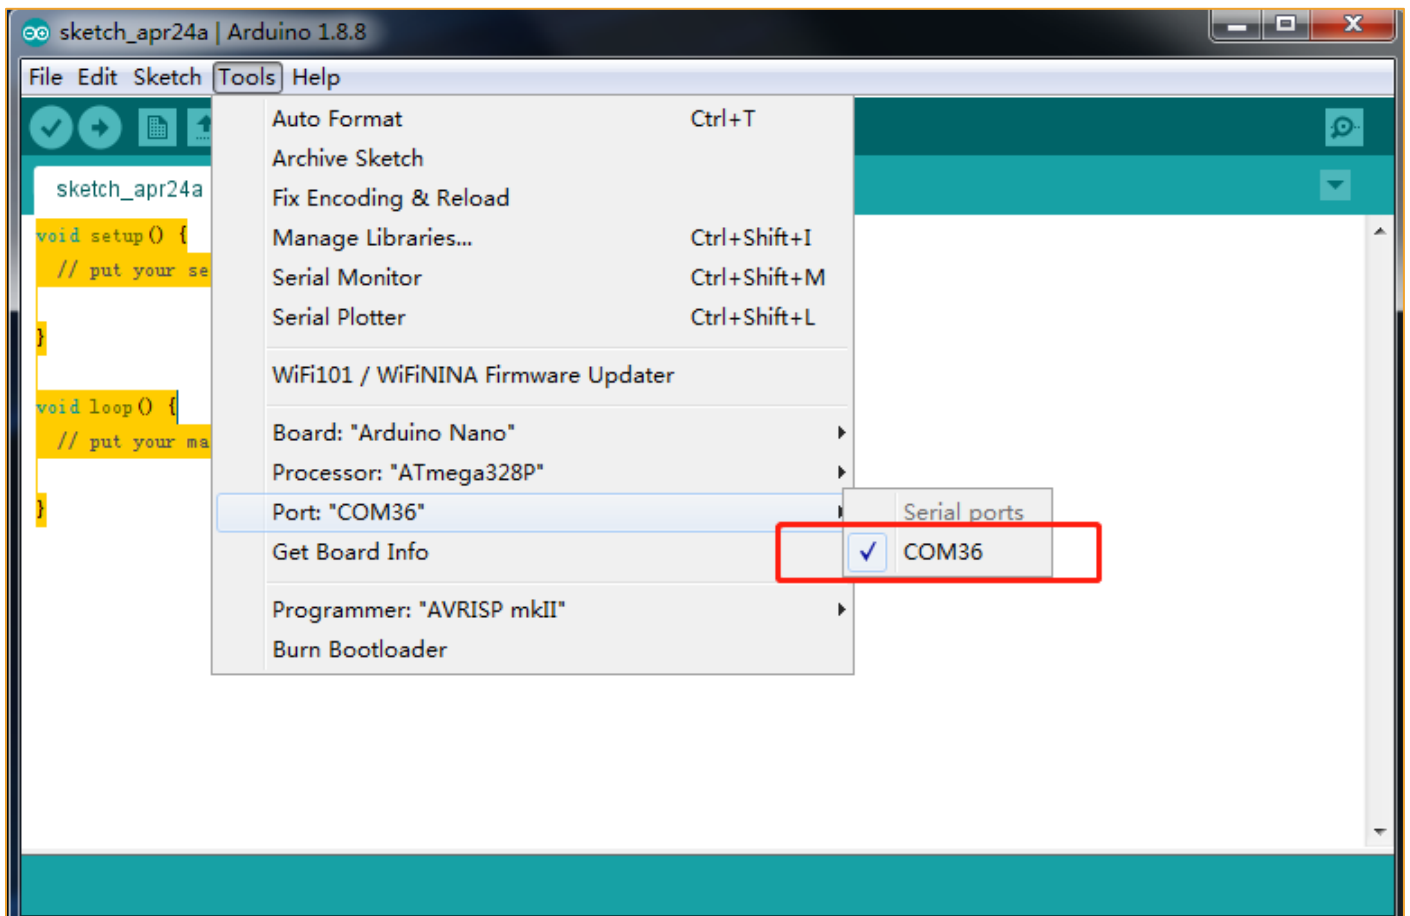 sketch_apr24a | Arduino 1.8.8
File Edit Sketch Tools Help
Auto Format Ctrl+T
Archive Sketch
sketch_apr24a
Fix Encoding & Reload
void setup() {
Manage Libraries... Ctrl+Shift+I
// put your se
Serial Monitor Ctrl+Shift+M
Serial Plotter Ctrl+Shift+L
}
WiFi101 / WiFiNINA Firmware Updater
void loop() {
Board: "Arduino Nano"
// put your ma
Processor: "ATmega328P"
}
Port: "COM36"
Serial ports
Get Board Info
COM36
Programmer: "AVRISP mkII"
Burn Bootloader